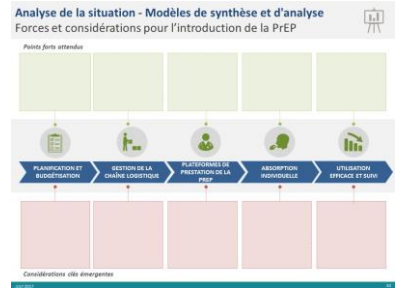 Analyse de la situation - Modèles de synthèse et d'analyse
Forces et considérations pour l'introduction de la PrEP
Points forts attendus
PLANIFICATION ET
BUDGÉTISATION
GESTION DE LA
CHAÎNE LOGISTIQUE
PLATEFORMES DE
PRESTATION DE LA
PREP
ABSORPTION
INDIVIDUELLE
UTILISATION
EFFICACE ET SUIVI
Considérations clés émergentes